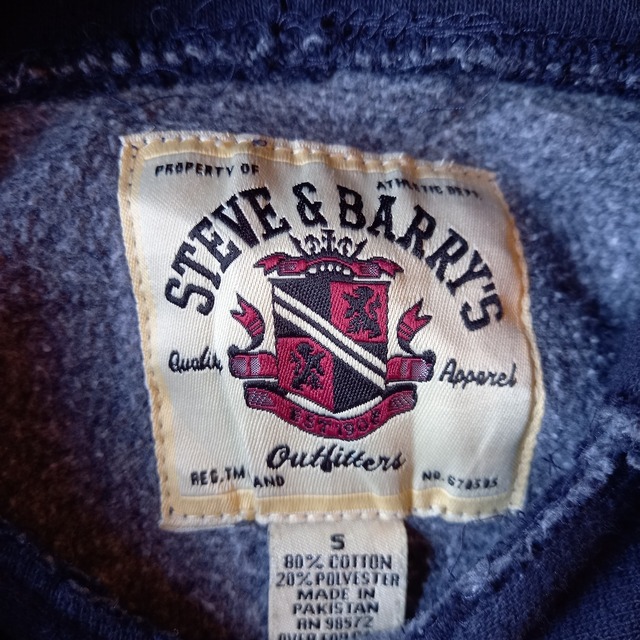 PROPERTY OF ATHLETIC DEPT.
STEVE & BARRY'S
Quality Apparel
Outfitters
REG.TM AND
S
80% COTTON
20% POLYESTER
MADE IN
PAKISTAN
RN 98572